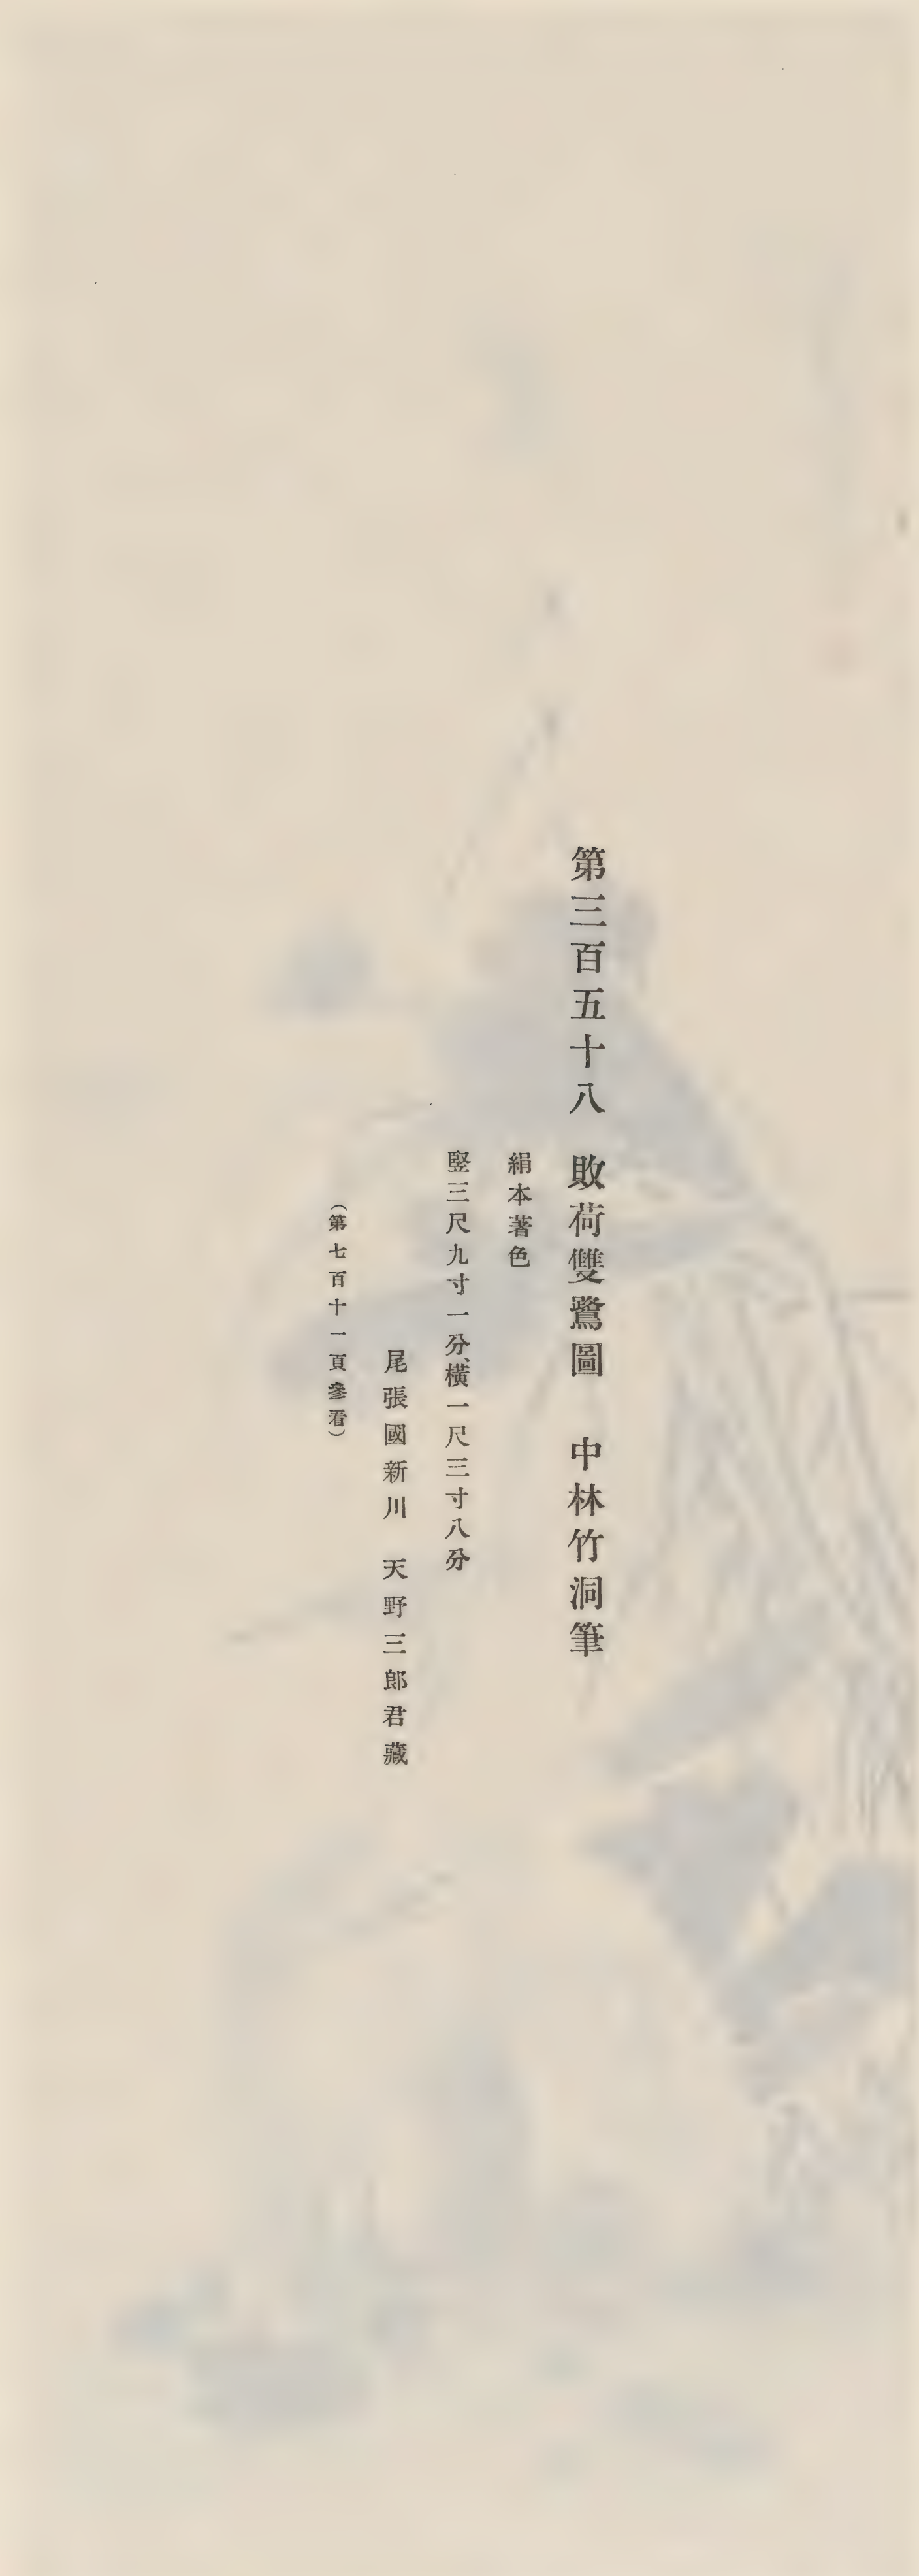 第三百五十八 敗荷雙鷺圖 中林竹洞筆
絹本著色
竪三尺九寸一分、橫一尺三寸八分
尾張國新川 天野三郎君藏
（第七百十一頁參看）